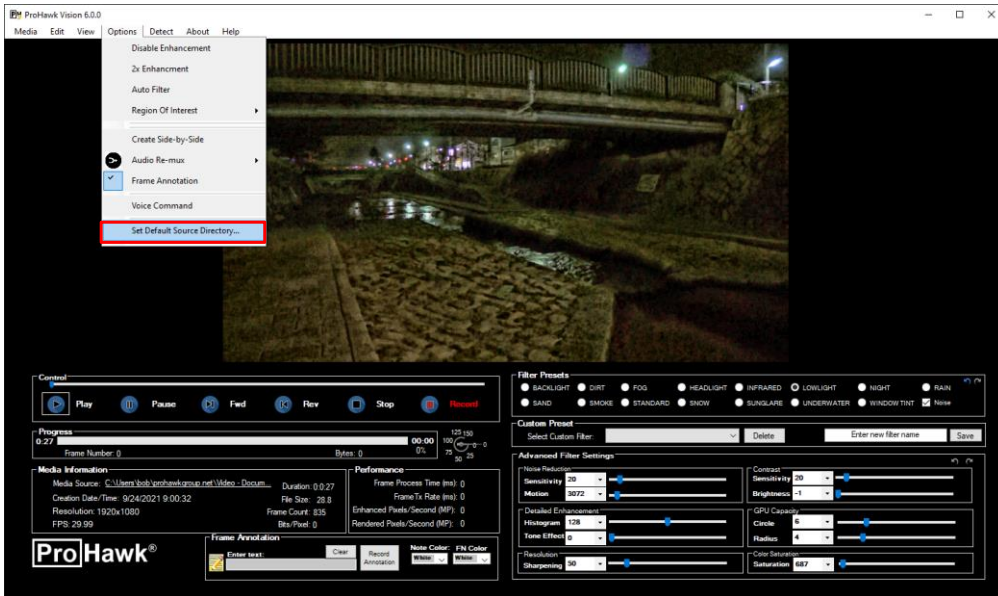 ProHawk Vision 6.0.0
Media Edit View Options Detect About Help
Disable Enhancement
2x Enhancment
Auto Filter
Region Of Interest
Create Side-by-Side
Audio Re-mux
Frame Annotation
Voice Command
Set Default Source Directory...
Control
Play Pause Fwd Rev Stop Record
Progress
0:27 00:00
Frame Number: 0 Bytes: 0 0%
125 150
100 0 0
75 50 25
Media Information
Media Source: C:\Users\bob\prohawkgroup.net\Video - Docum... Duration: 0:0:27
Creation Date/Time: 9/24/2021 9:00:32 File Size: 28.8
Resolution: 1920x1080 Frame Count: 835
FPS: 29.99 Bits/Pixel: 0
Performance
Frame Process Time (ms): 0
Frame Tx Rate (ms): 0
Enhanced Pixels/Second (MP): 0
Rendered Pixels/Second (MP): 0
ProHawk®
Frame Annotation
Enter text: Clear
Record Annotation
Note Color: FN Color
White White
Filter Presets
BACKLIGHT DIRT FOG HEADLIGHT INFRARED LOWLIGHT NIGHT RAIN
SAND SMOKE STANDARD SNOW SUNGLARE UNDERWATER WINDOW TINT Noise
Custom Preset
Select Custom Filter: Delete Enter new filter name Save
Advanced Filter Settings
Noise Reduction
Sensitivity 20
Motion 3072
Contrast
Sensitivity 20
Brightness -1
Detailed Enhancement
Histogram 128
Tone Effect 0
GPU Capacity
Circle 6
Radius 4
Resolution
Sharpening 50
Color Saturation
Saturation 687